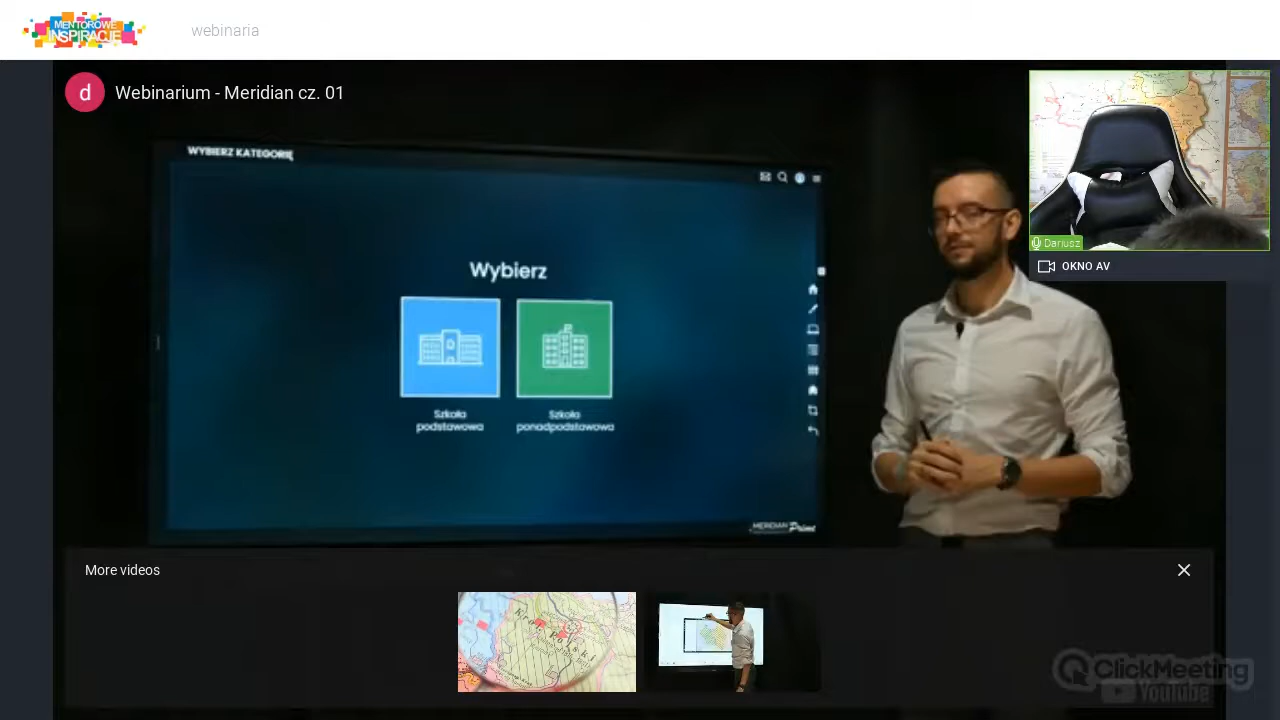 MENTOROWE
INSPIRACJE
webinaria
d
Webinarium - Meridian cz. 01
WYBIERZ KATEGORIĘ
Wybierz
Szkoła
podstawowa
Szkoła
ponadpodstawowa
MERIDIAN Prime
Dariusz
OKNO AV
More videos
ClickMeeting
YouTube